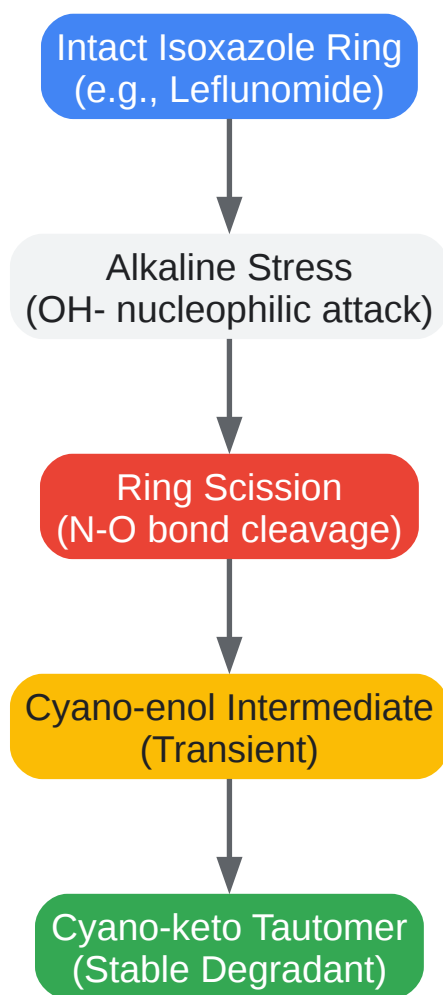 Intact Isoxazole Ring
(e.g., Leflunomide)
Alkaline Stress
(OH- nucleophilic attack)
Ring Scission
(N-O bond cleavage)
Cyano-enol Intermediate
(Transient)
Cyano-keto Tautomer
(Stable Degradant)